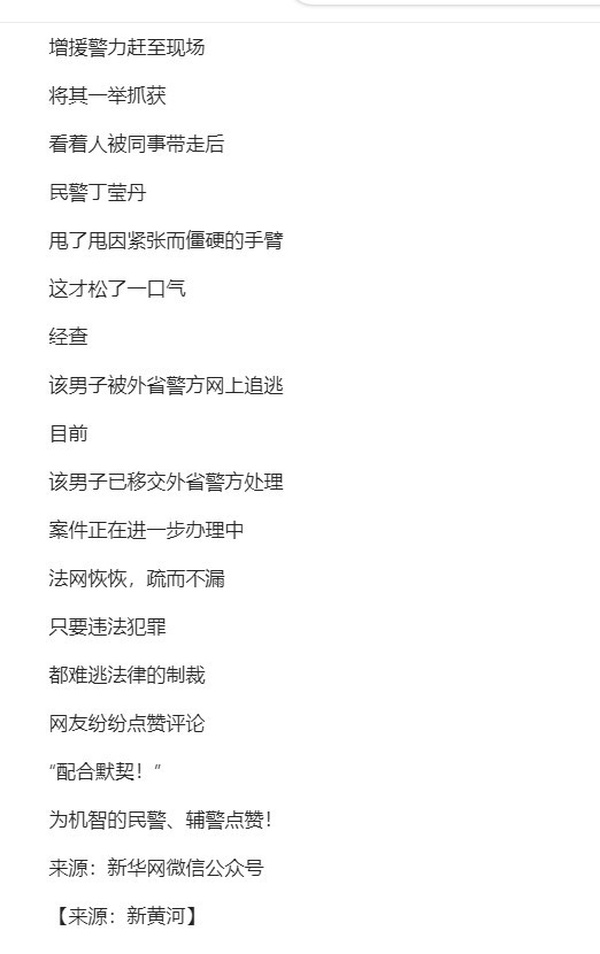 增援警力赶至现场
将其一举抓获
看着人被同事带走后
民警丁莹丹
甩了甩因紧张而僵硬的手臂
这才松了一口气
经查
该男子被外省警方网上追逃
目前
该男子已移交外省警方处理
案件正在进一步办理中
法网恢恢，疏而不漏
只要违法犯罪
都难逃法律的制裁
网友纷纷点赞评论
“配合默契！”
为机智的民警、辅警点赞！
来源：新华网微信公众号
【来源：新黄河】